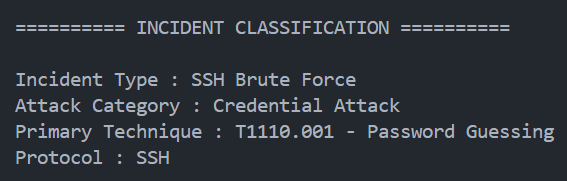 ========== INCIDENT CLASSIFICATION ==========
Incident Type : SSH Brute Force
Attack Category : Credential Attack
Primary Technique : T1110.001 - Password Guessing
Protocol : SSH